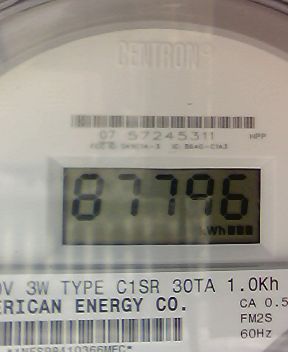 CENTRON®
07 57245311 NPP
87796
kWh
V 3W TYPE C1SR 30TA 1.0Kh
ERICAN ENERGY CO.
CA 0.5
FM2S
60Hz